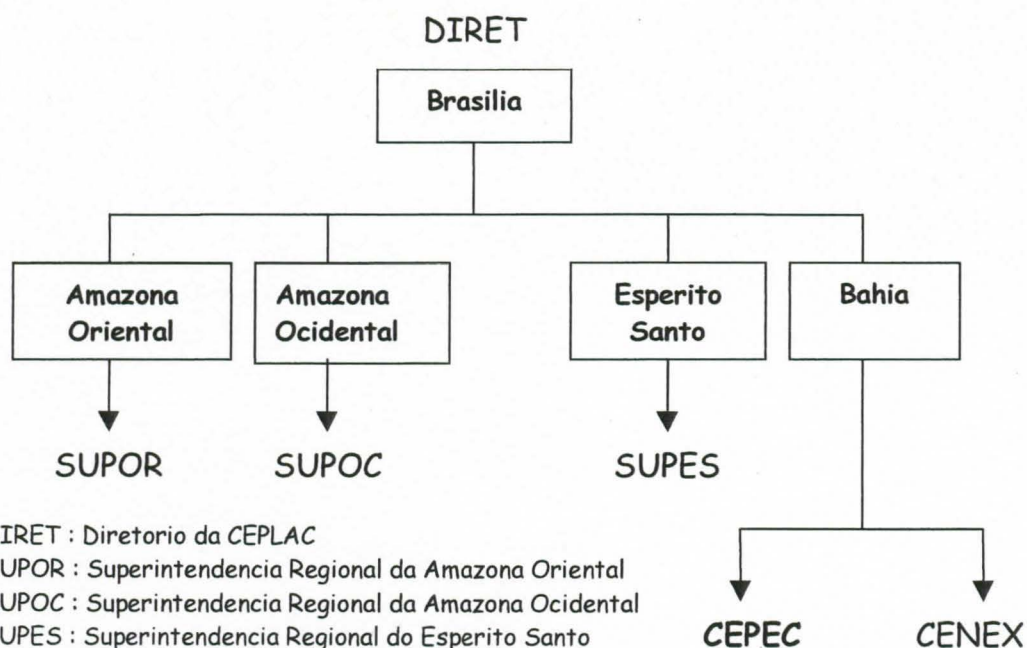 DIRET
Brasilia
Amazona
Oriental
Amazona
Ocidental
Esperito
Santo
Bahia
SUPOR
SUPOC
SUPES
IRET : Diretorio da CEPLAC
UPOR : Superintendencia Regional da Amazona Oriental
UPOC : Superintendencia Regional da Amazona Ocidental
UPES : Superintendencia Regional do Esperito Santo
CEPEC
CENEX